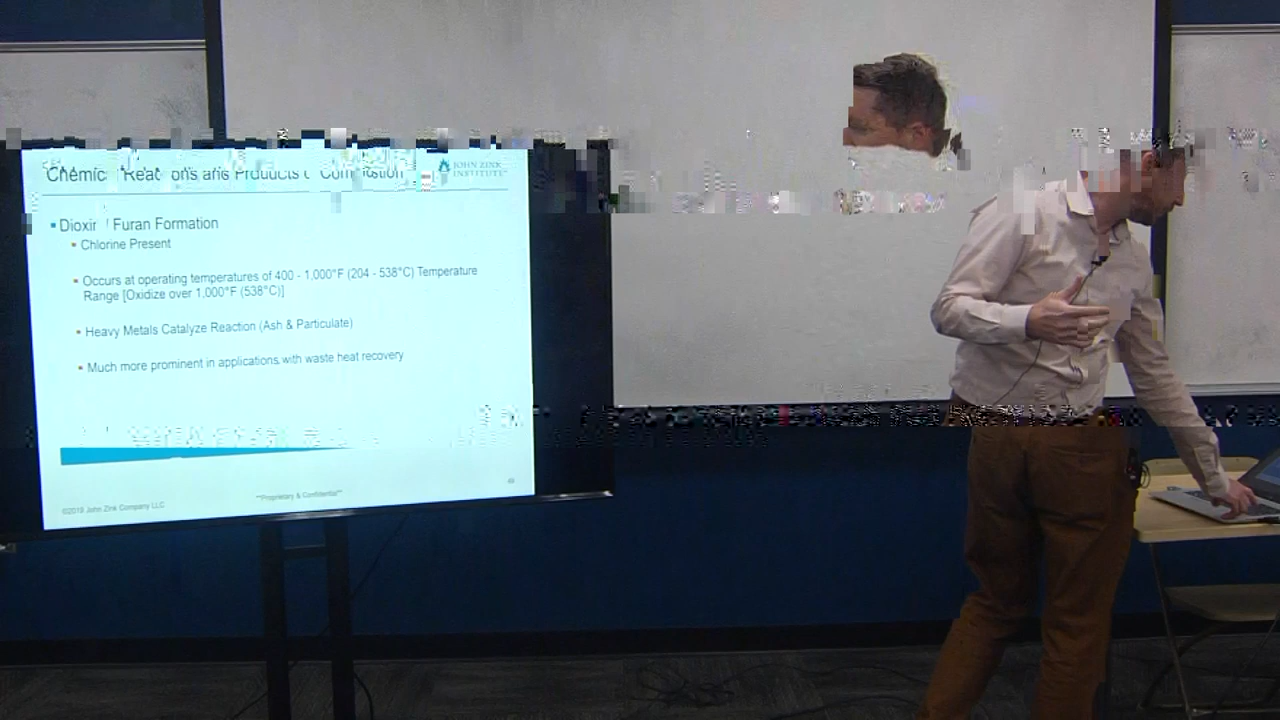 JOHN ZINK
INSTITUTE
Products
Furan Formation
Chlorine Present
Occurs at operating temperatures of 400 - 1,000°F (204 - 538°C) Temperature
Range [Oxidize over 1,000°F (538°C)]
Heavy Metals Catalyze Reaction (Ash & Particulate)
Much more prominent in applications with waste heat recovery
**Proprietary & Confidential**
©2019 John Zink Company LLC